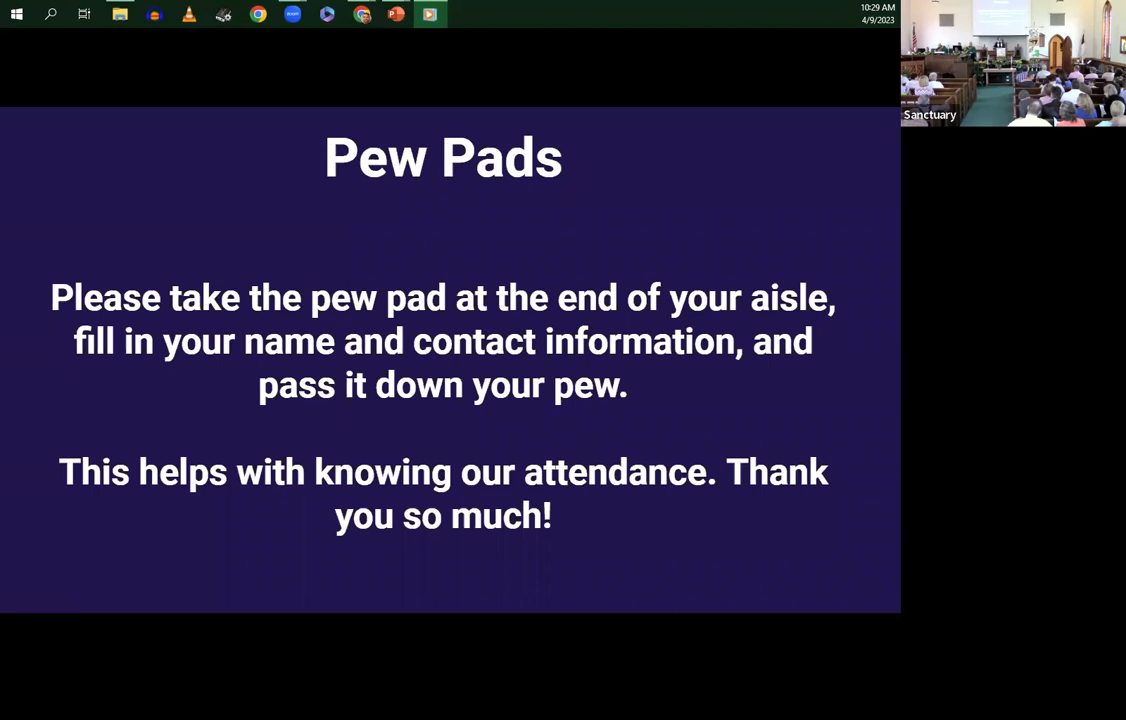 10:29 AM
4/9/2023
Sanctuary
Pew Pads
Please take the pew pad at the end of your aisle,
fill in your name and contact information, and
pass it down your pew.
This helps with knowing our attendance. Thank
you so much!